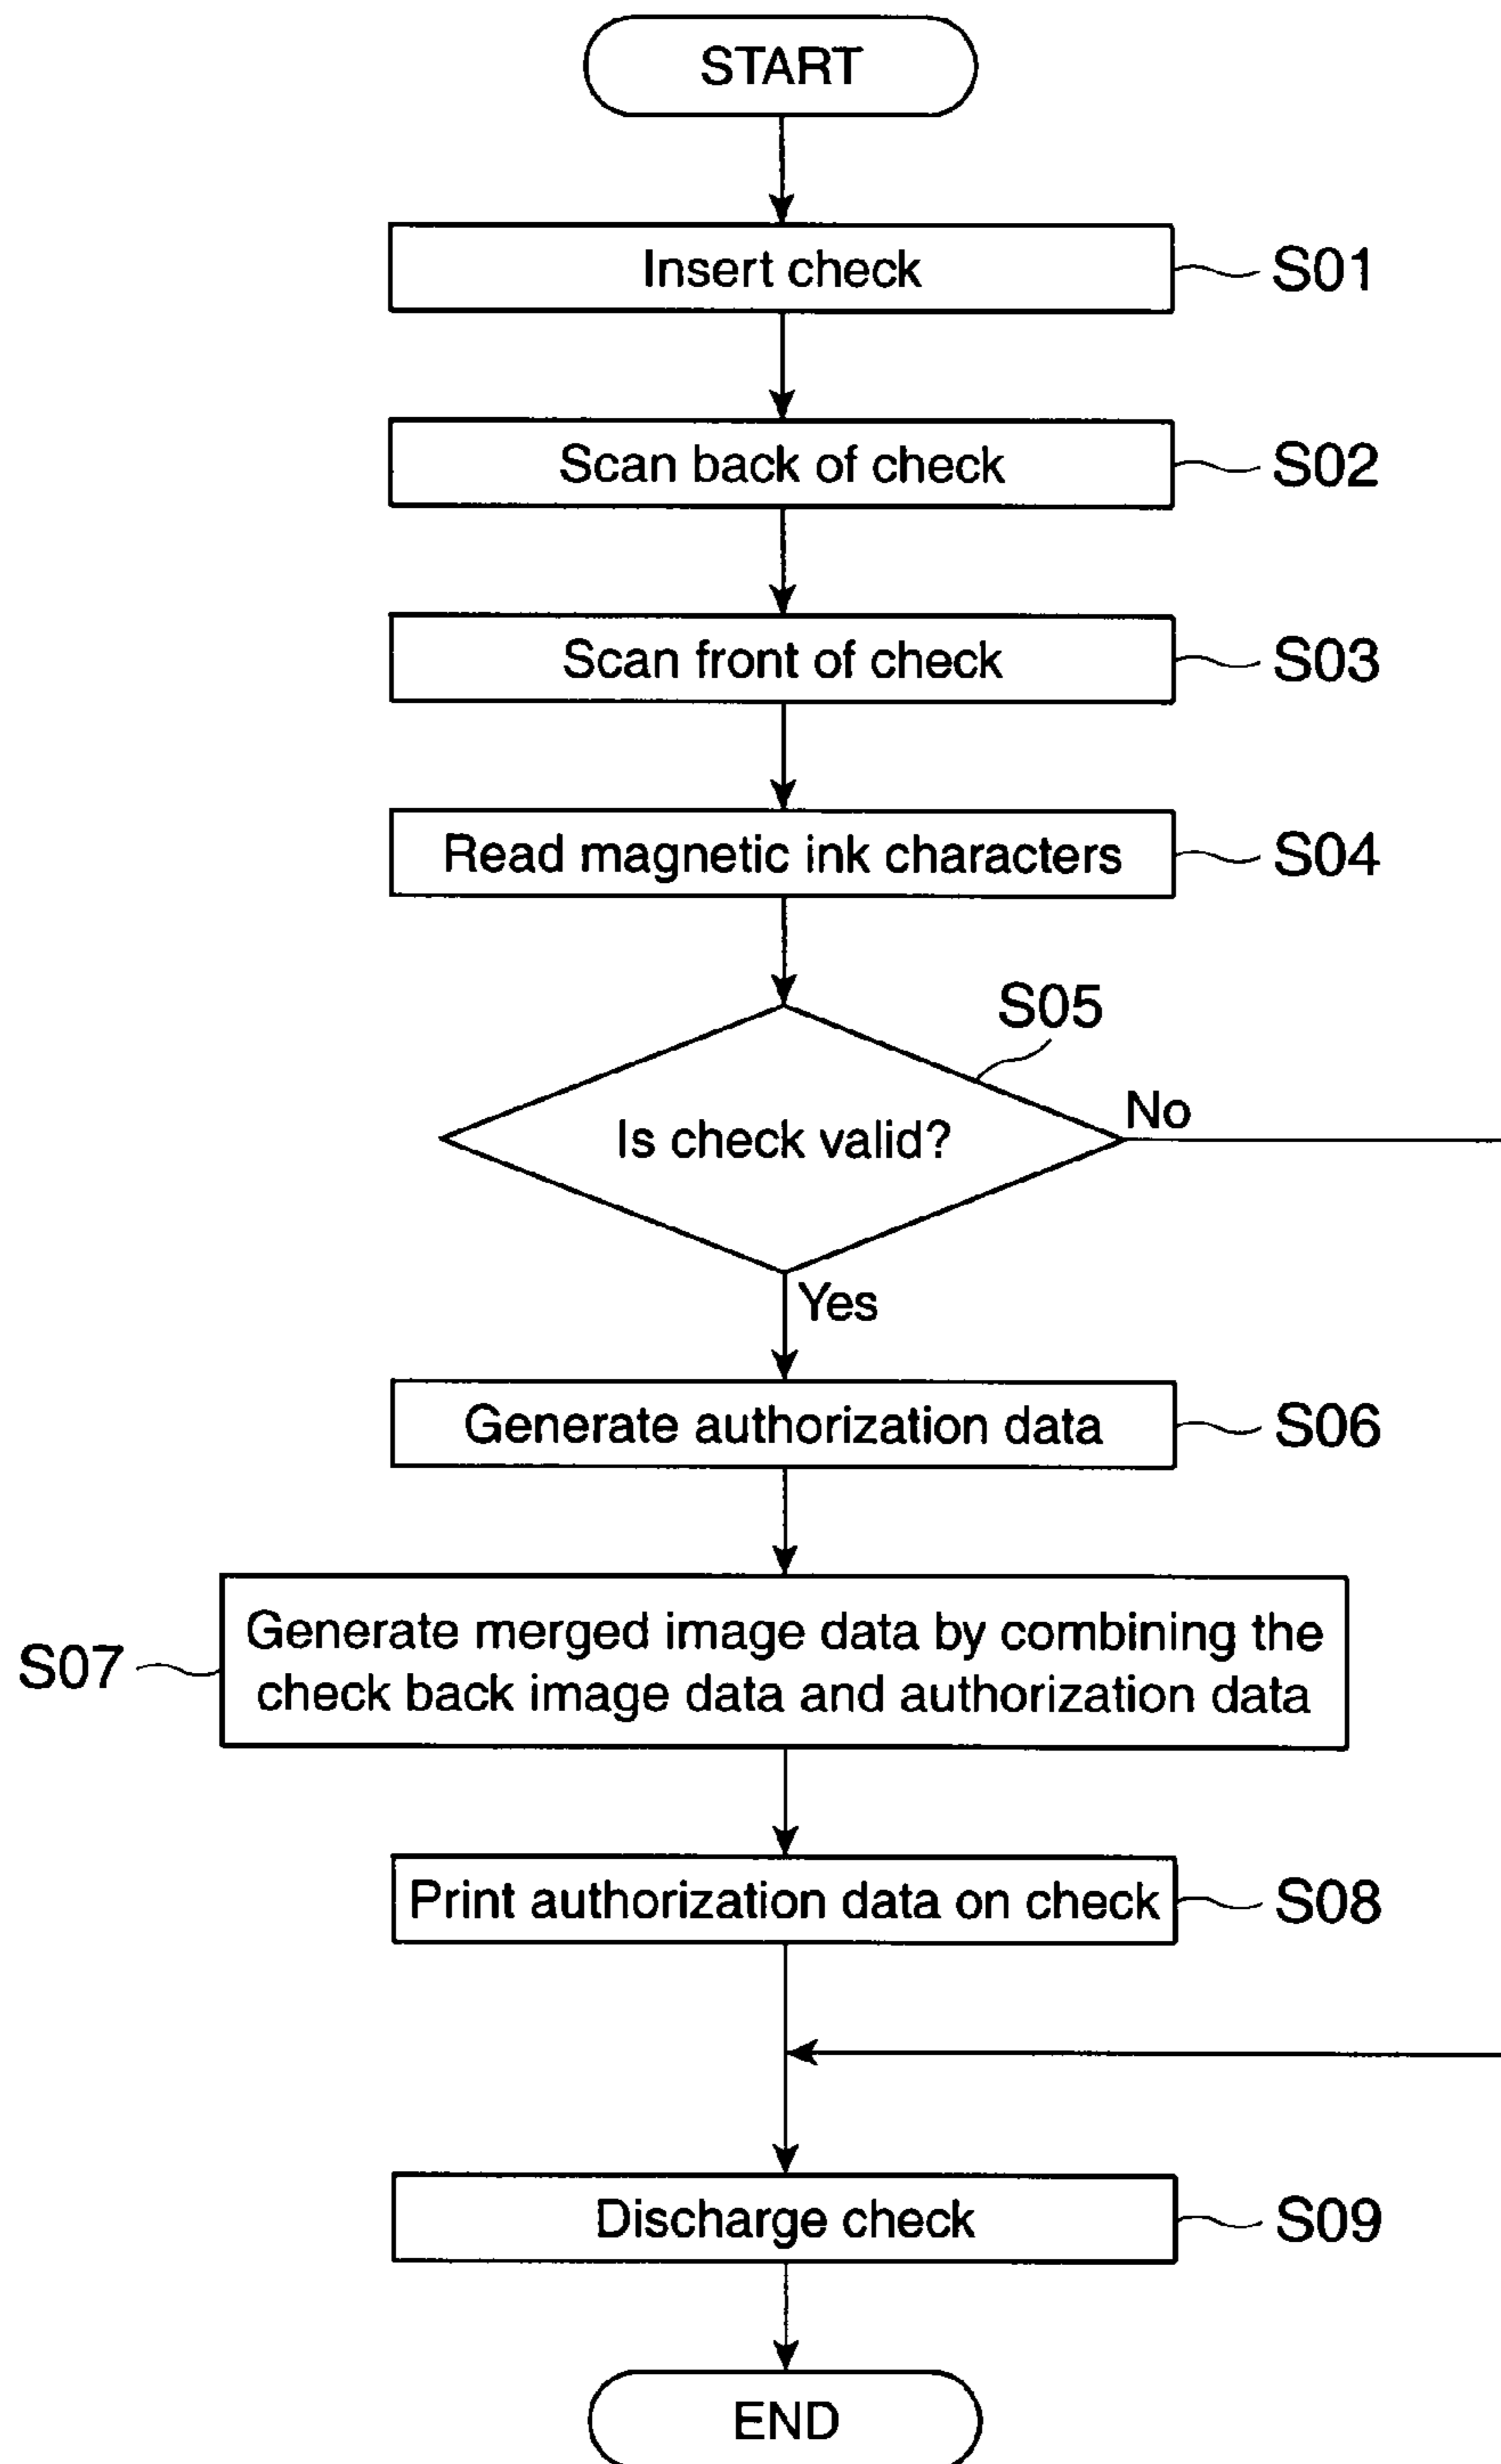 START
Insert check
S01
Scan back of check
S02
Scan front of check
S03
Read magnetic ink characters
S04
S05
Is check valid?
No
Yes
Generate authorization data
S06
S07
Generate merged image data by combining the
check back image data and authorization data
Print authorization data on check
S08
Discharge check
S09
END